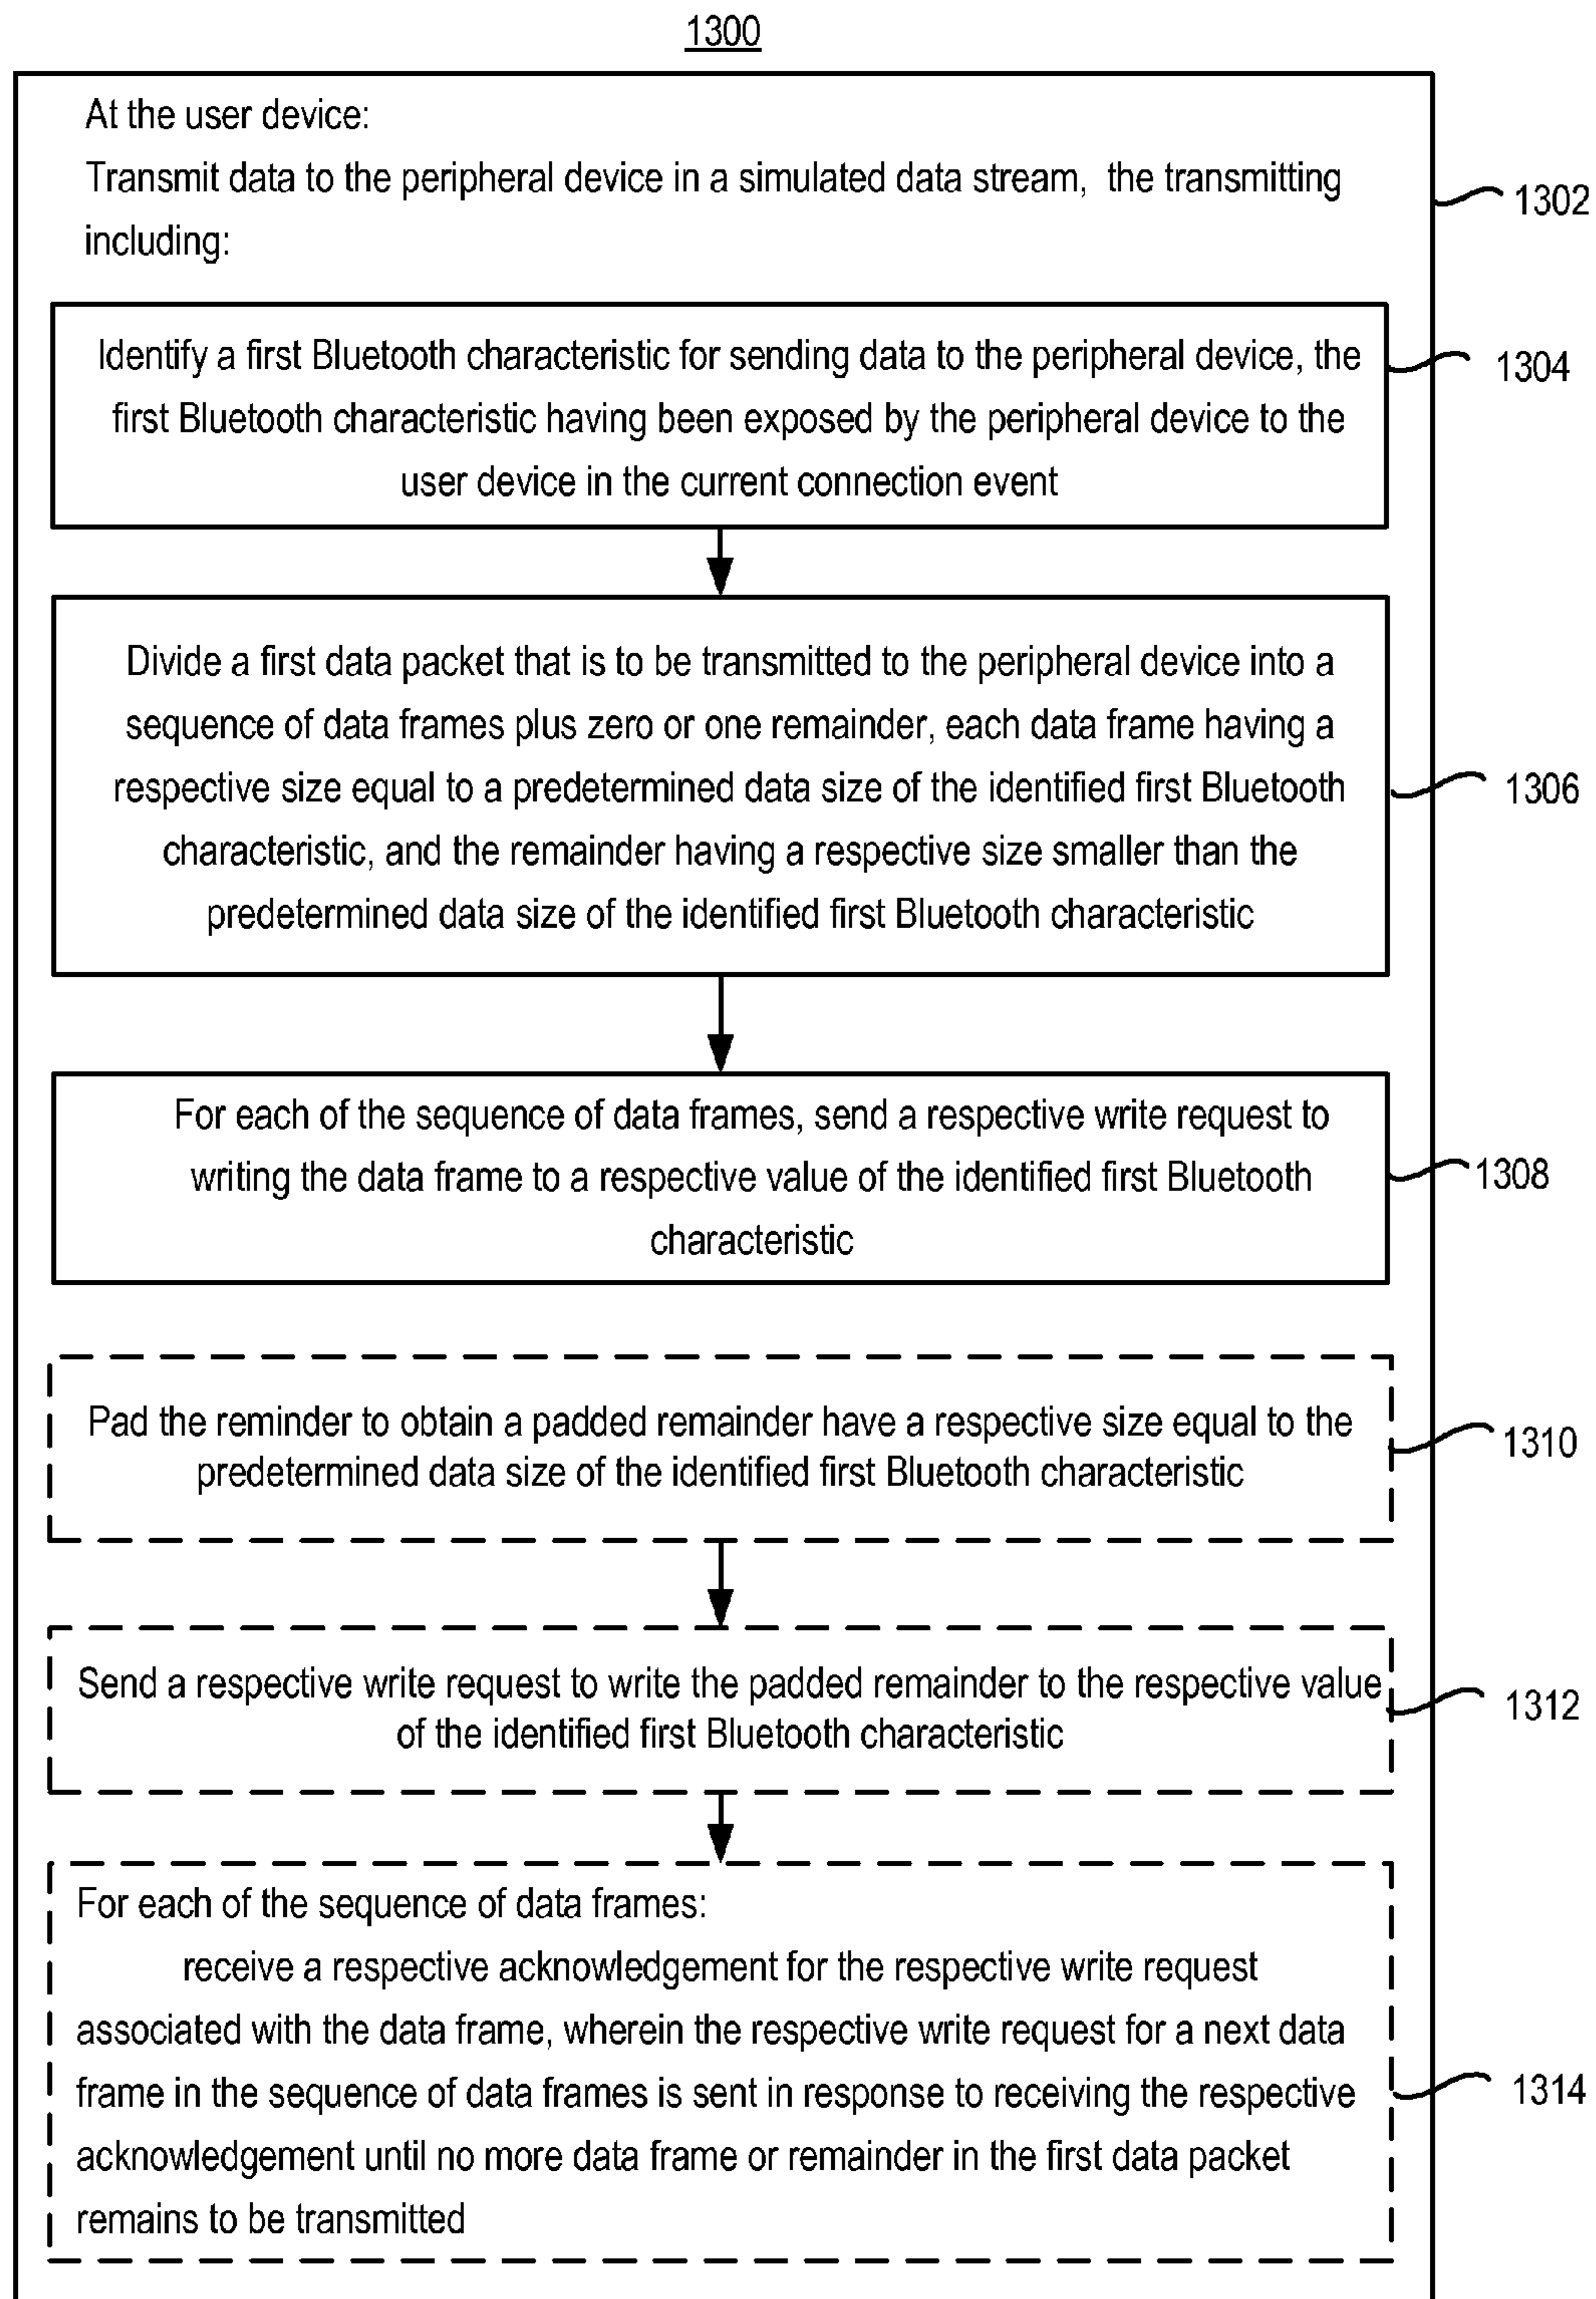 1300
At the user device:
Transmit data to the peripheral device in a simulated data stream, the transmitting
including:
1302
Identify a first Bluetooth characteristic for sending data to the peripheral device, the
first Bluetooth characteristic having been exposed by the peripheral device to the
user device in the current connection event
1304
Divide a first data packet that is to be transmitted to the peripheral device into a
sequence of data frames plus zero or one remainder, each data frame having a
respective size equal to a predetermined data size of the identified first Bluetooth
characteristic, and the remainder having a respective size smaller than the
predetermined data size of the identified first Bluetooth characteristic
1306
For each of the sequence of data frames, send a respective write request to
writing the data frame to a respective value of the identified first Bluetooth
characteristic
1308
Pad the reminder to obtain a padded remainder have a respective size equal to the
predetermined data size of the identified first Bluetooth characteristic
1310
Send a respective write request to write the padded remainder to the respective value
of the identified first Bluetooth characteristic
1312
For each of the sequence of data frames:
receive a respective acknowledgement for the respective write request
associated with the data frame, wherein the respective write request for a next data
frame in the sequence of data frames is sent in response to receiving the respective
acknowledgement until no more data frame or remainder in the first data packet
remains to be transmitted
1314